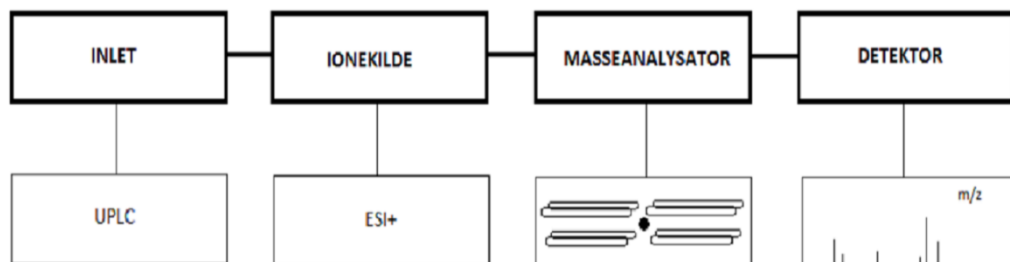 INLET
IONEKILDE
MASSEANALYSATOR
DETEKTOR
UPLC
ESI+
m/z